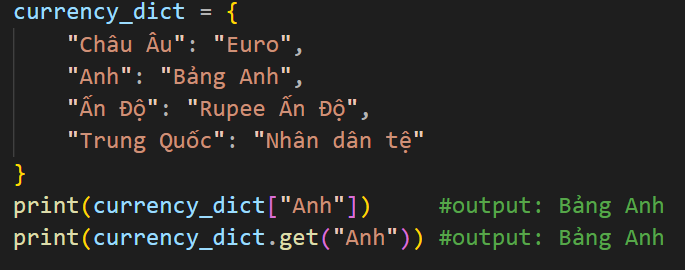 currency_dict = {
    "Châu Âu": "Euro",
    "Anh": "Bảng Anh",
    "Ấn Độ": "Rupee Ấn Độ",
    "Trung Quốc": "Nhân dân tệ"
}
print(currency_dict["Anh"])     #output: Bảng Anh
print(currency_dict.get("Anh")) #output: Bảng Anh